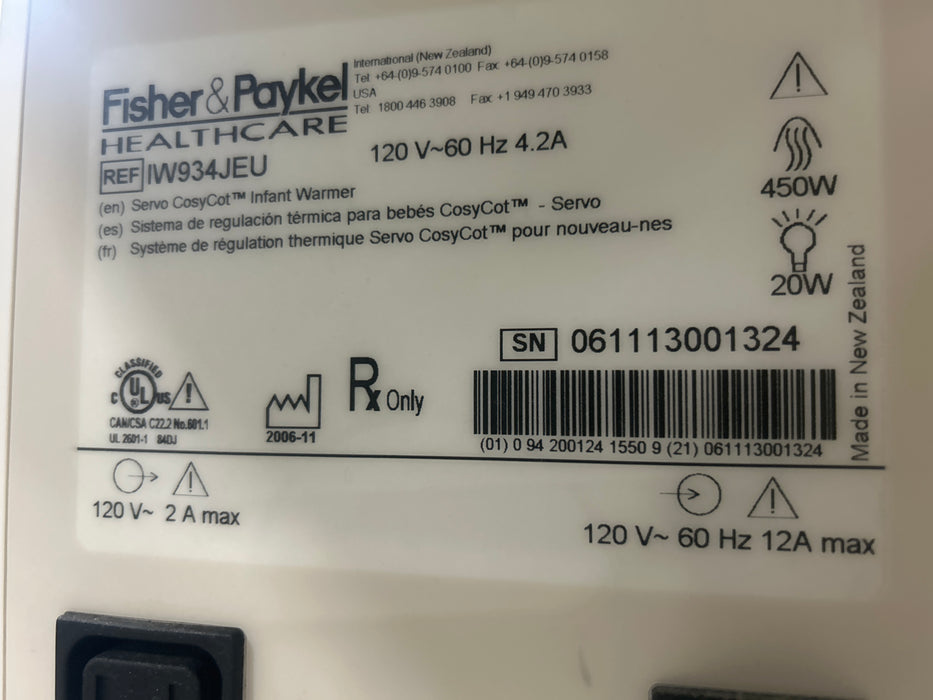 Fisher&Paykel
HEALTHCARE
International (New Zealand)
Tel +64-(0)9-574 0100 Fax +64-(0)9-574 0158
USA
Tel 1800 446 3908 Fax +1 949 470 3933
120 V~60 Hz 4.2A
REF IW934JEU
(en) Servo CosyCot™ Infant Warmer
(es) Sistema de regulación térmica para bebés CosyCot™ - Servo
(fr) Système de régulation thermique Servo CosyCot™ pour nouveau-nes
450W
20W
Made in New Zealand
SN 061113001324
(01) 0 94 200124 1550 9 (21) 061113001324
CLASSIFIED
C UL US
CAN/CSA C22.2 No.601.1
UL 2601-1 84DJ
2006-11
Rx Only
120 V~ 2 A max
120 V~ 60 Hz 12A max